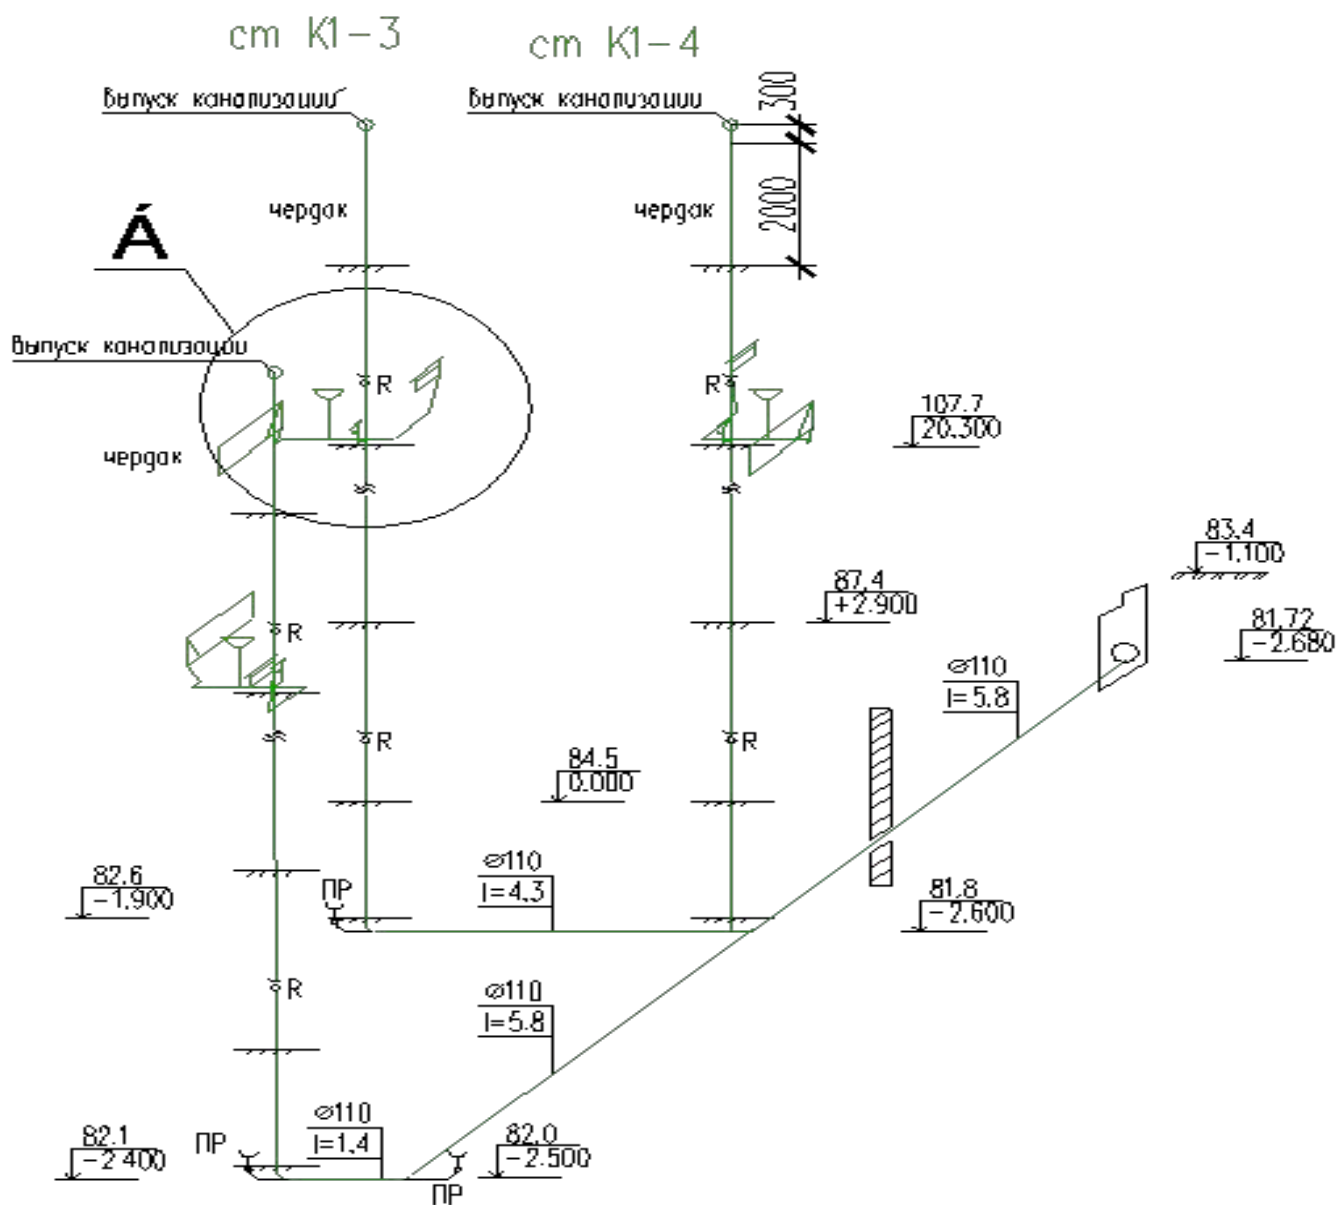 ст К1-3
ст К1-4
выпуск канализации
выпуск канализации
300
2000
чердак
чердак
Á
выпуск канализации
R
R
107.7
20.300
чердак
83.4
-1.100
87,4
+2.900
81,72
-2.680
R
⌀110
l=5.8
R
R
84.5
0.000
82.6
-1.900
ПР
⌀110
l=4.3
81.8
-2.600
R
⌀110
l=5.8
82.1
-2 400
ПР
⌀110
l=1,4
82,0
-2.500
ПР